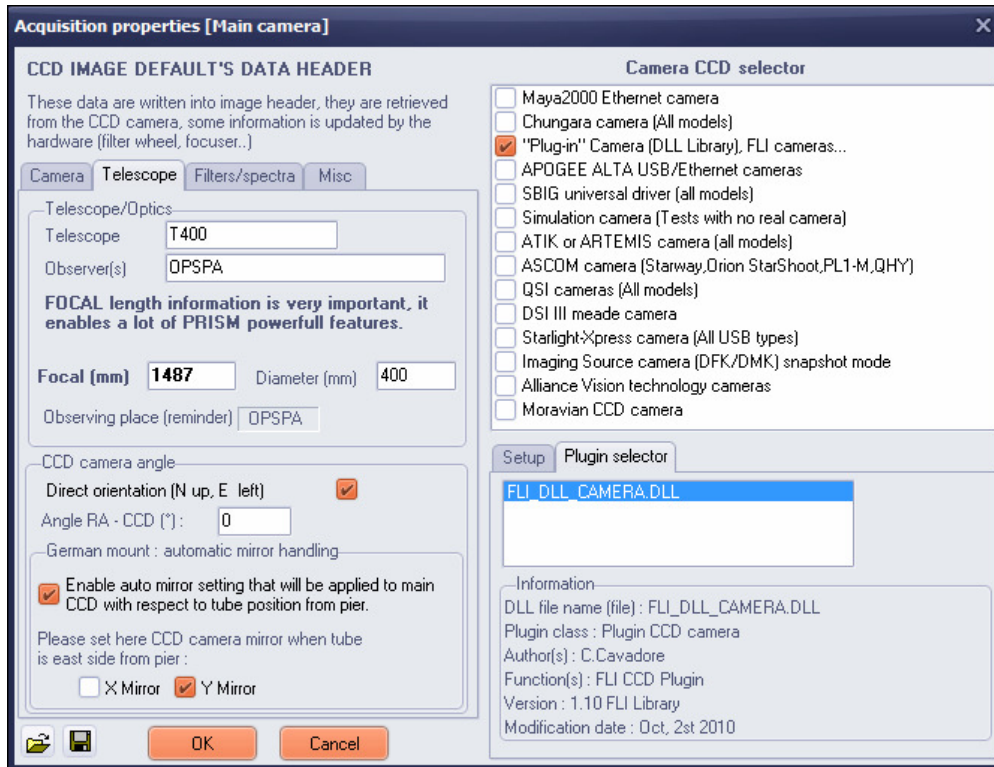 Acquisition properties [Main camera]
CCD IMAGE DEFAULT'S DATA HEADER
These data are written into image header, they are retrieved
from the CCD camera, some information is updated by the
hardware (filter wheel, focuser..)
Camera
Telescope
Filters/spectra
Misc
Telescope/Optics
Telescope
T400
Observer(s)
OPSPA
FOCAL length information is very important, it
enables a lot of PRISM powerfull features.
Focal (mm)
1487
Diameter (mm)
400
Observing place (reminder)
OPSPA
CCD camera angle
Direct orientation (N up, E left)
Angle RA - CCD (°) :
0
German mount : automatic mirror handling
Enable auto mirror setting that will be applied to main
CCD with respect to tube position from pier.
Please set here CCD camera mirror when tube
is east side from pier :
X Mirror
Y Mirror
OK
Cancel
Camera CCD selector
Maya2000 Ethernet camera
Chungara camera (All models)
"Plug-in" Camera (DLL Library), FLI cameras...
APOGEE ALTA USB/Ethernet cameras
SBIG universal driver (all models)
Simulation camera (Tests with no real camera)
ATIK or ARTEMIS camera (all models)
ASCOM camera (Starway,Orion StarShoot,PL1-M,QHY)
QSI cameras (All models)
DSI III meade camera
Starlight-Xpress camera (All USB types)
Imaging Source camera (DFK/DMK) snapshot mode
Alliance Vision technology cameras
Moravian CCD camera
Setup
Plugin selector
FLI_DLL_CAMERA.DLL
Information
DLL file name (file) : FLI_DLL_CAMERA.DLL
Plugin class : Plugin CCD camera
Author(s) : C.Cavadore
Function(s) : FLI CCD Plugin
Version : 1.10 FLI Library
Modification date : Oct, 2st 2010